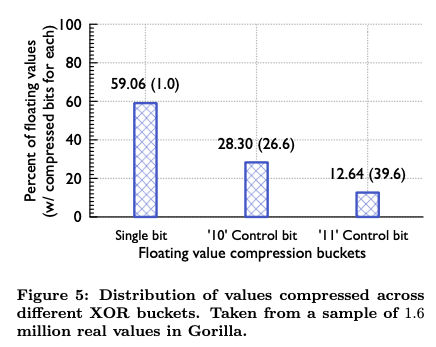 Percent of floating values
(w/ compressed bits for each)
100
80
60
40
20
0
59.06 (1.0)
28.30 (26.6)
12.64 (39.6)
Single bit
'10' Control bit
'11' Control bit
Floating value compression buckets
Figure 5: Distribution of values compressed across
different XOR buckets. Taken from a sample of 1.6
million real values in Gorilla.